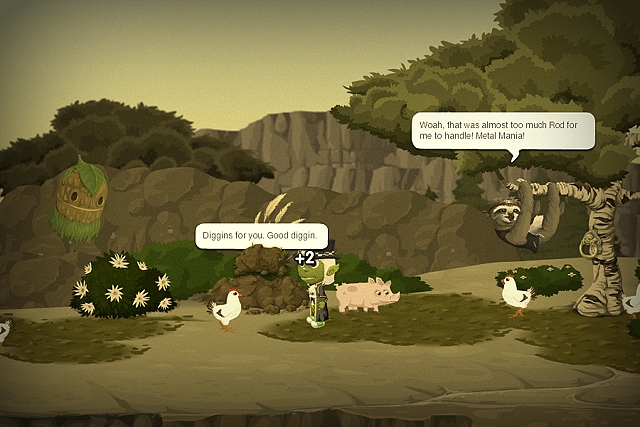 Woah, that was almost too much Rod for
me to handle! Metal Mania!
Diggins for you. Good diggin.
+2